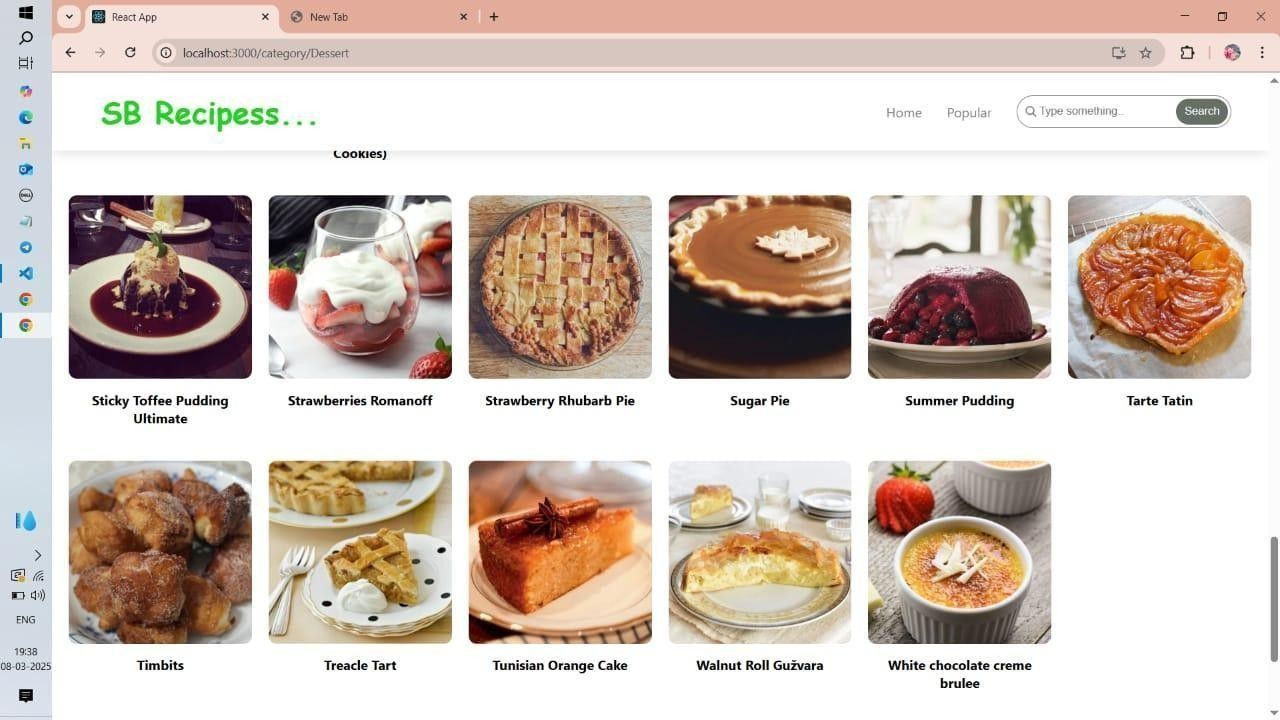 React App
New Tab
localhost:3000/category/Dessert
SB Recipess...
Home
Popular
Type something..
Search
Cookies)
Sticky Toffee Pudding
Ultimate
Strawberries Romanoff
Strawberry Rhubarb Pie
Sugar Pie
Summer Pudding
Tarte Tatin
Timbits
Treacle Tart
Tunisian Orange Cake
Walnut Roll Gužvara
White chocolate creme
brulee
ENG
19:38
08-03-2025